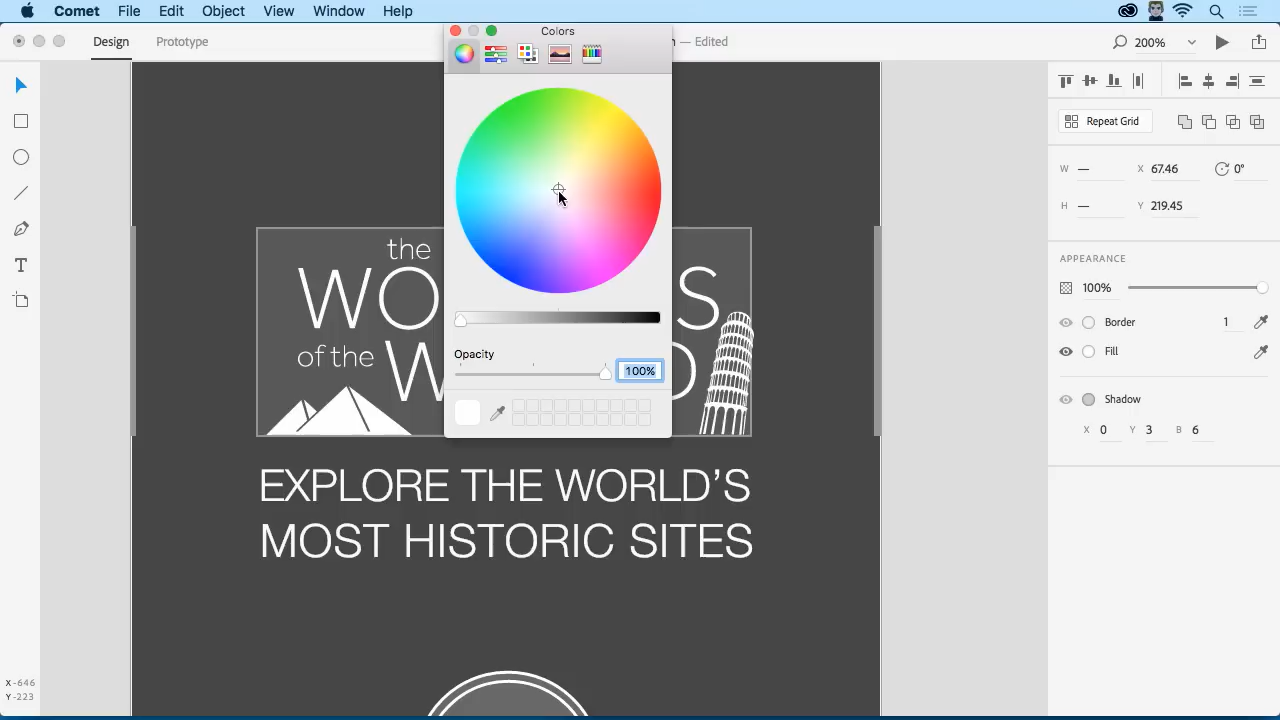 Comet File Edit Object View Window Help
Colors
Design Prototype
— Edited
200%
Repeat Grid
W — X 67.46 0°
H — Y 219.45
APPEARANCE
100%
Border 1
Fill
Shadow
X 0 Y 3 B 6
Opacity
100%
the
WO S
of the W D
EXPLORE THE WORLD’S
MOST HISTORIC SITES
X -646
Y -223